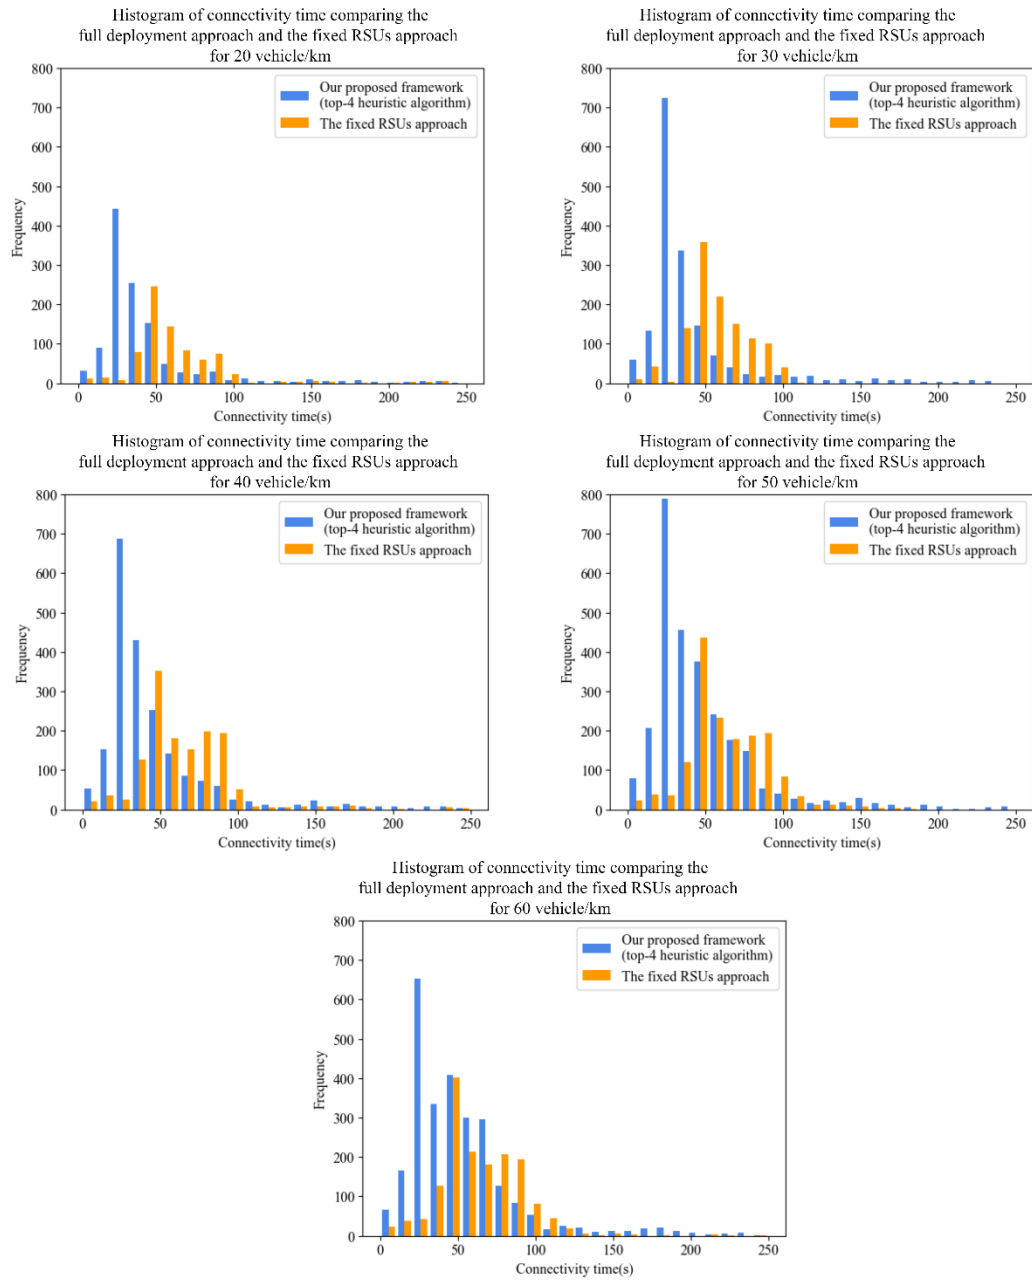 Histogram of connectivity time comparing the
full deployment approach and the fixed RSUs approach
for 20 vehicle/km
800
700
600
500
400
300
200
100
0
Frequency
Our proposed framework
(top-4 heuristic algorithm)
The fixed RSUs approach
0
50
100
150
200
250
Connectivity time(s)
Histogram of connectivity time comparing the
full deployment approach and the fixed RSUs approach
for 30 vehicle/km
800
700
600
500
400
300
200
100
0
Frequency
Our proposed framework
(top-4 heuristic algorithm)
The fixed RSUs approach
0
50
100
150
200
250
Connectivity time(s)
Histogram of connectivity time comparing the
full deployment approach and the fixed RSUs approach
for 40 vehicle/km
800
700
600
500
400
300
200
100
0
Frequency
Our proposed framework
(top-4 heuristic algorithm)
The fixed RSUs approach
0
50
100
150
200
250
Connectivity time(s)
Histogram of connectivity time comparing the
full deployment approach and the fixed RSUs approach
for 50 vehicle/km
800
700
600
500
400
300
200
100
0
Frequency
Our proposed framework
(top-4 heuristic algorithm)
The fixed RSUs approach
0
50
100
150
200
250
Connectivity time(s)
Histogram of connectivity time comparing the
full deployment approach and the fixed RSUs approach
for 60 vehicle/km
800
700
600
500
400
300
200
100
0
Frequency
Our proposed framework
(top-4 heuristic algorithm)
The fixed RSUs approach
0
50
100
150
200
250
Connectivity time(s)